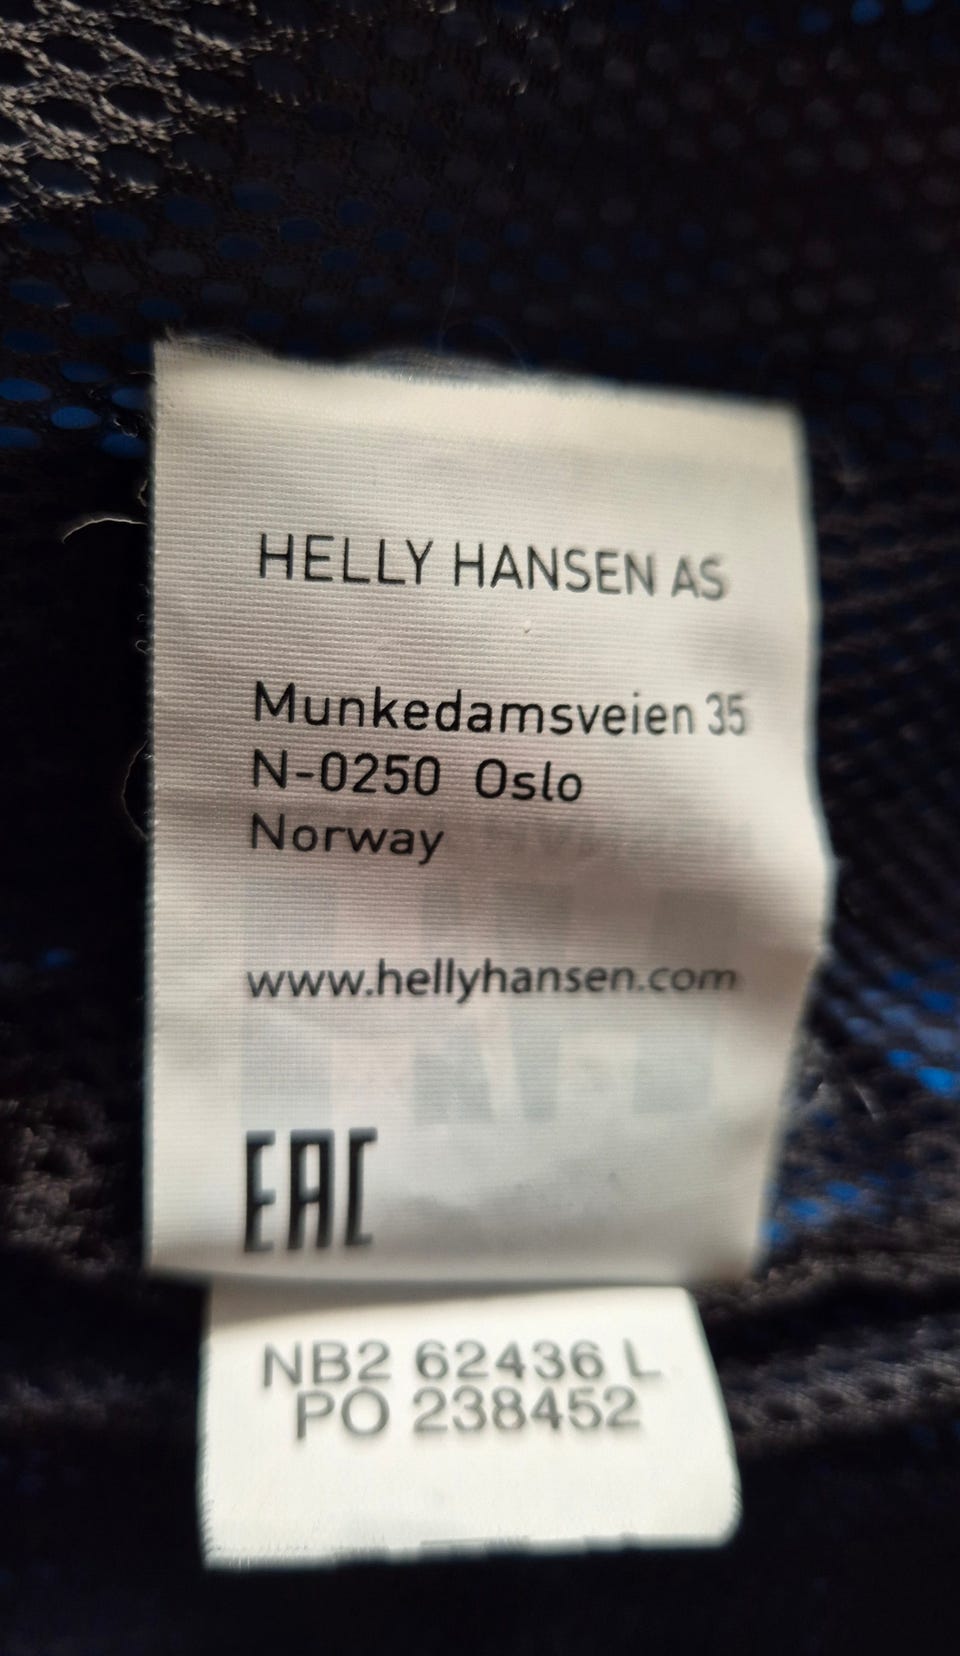 HELLY HANSEN AS
Munkedamsveien 35
N-0250 Oslo
Norway
www.hellyhansen.com
EAC
NB2 62436 L
PO 238452